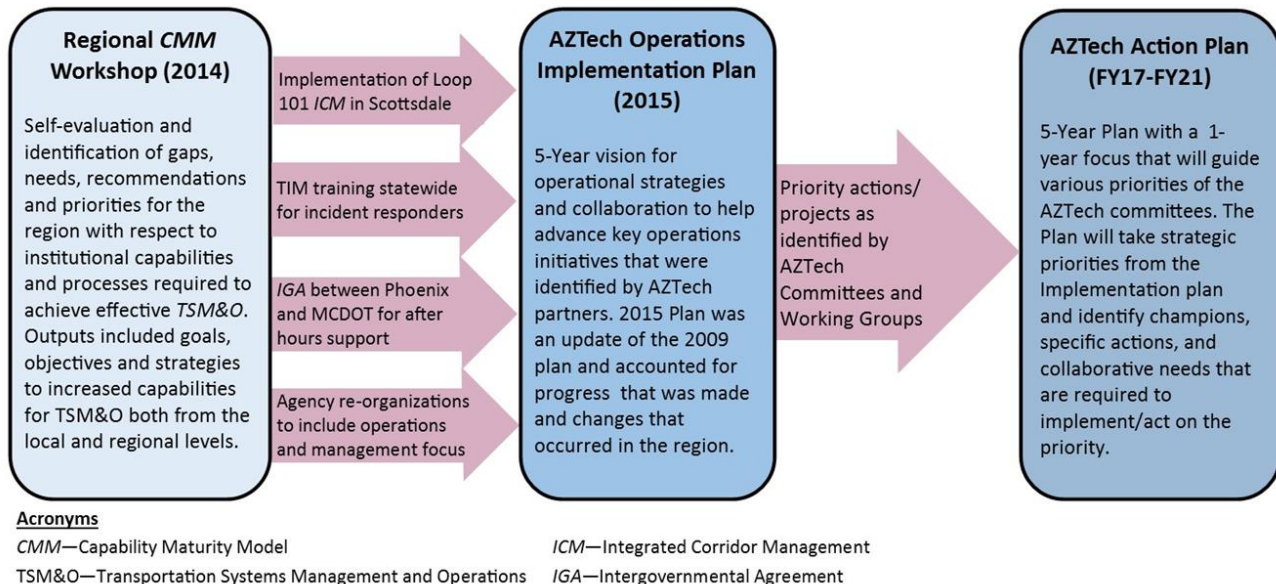 Regional CMM
Workshop (2014)
Self-evaluation and
identification of gaps,
needs, recommendations
and priorities for the
region with respect to
institutional capabilities
and processes required to
achieve effective TSM&O.
Outputs included goals,
objectives and strategies
to increased capabilities
for TSM&O both from the
local and regional levels.
Implementation of Loop
101 ICM in Scottsdale
TIM training statewide
for incident responders
IGA between Phoenix
and MCDOT for after
hours support
Agency re-organizations
to include operations
and management focus
AZTech Operations
Implementation Plan
(2015)
5-Year vision for
operational strategies
and collaboration to help
advance key operations
initiatives that were
identified by AZTech
partners. 2015 Plan was
an update of the 2009
plan and accounted for
progress that was made
and changes that
occurred in the region.
Priority actions/
projects as
identified by
AZTech
Committees and
Working Groups
AZTech Action Plan
(FY17-FY21)
5-Year Plan with a 1-
year focus that will guide
various priorities of the
AZTech committees. The
Plan will take strategic
priorities from the
Implementation plan
and identify champions,
specific actions, and
collaborative needs that
are required to
implement/act on the
priority.
Acronyms
CMM—Capability Maturity Model
ICM—Integrated Corridor Management
TSM&O—Transportation Systems Management and Operations
IGA—Intergovernmental Agreement